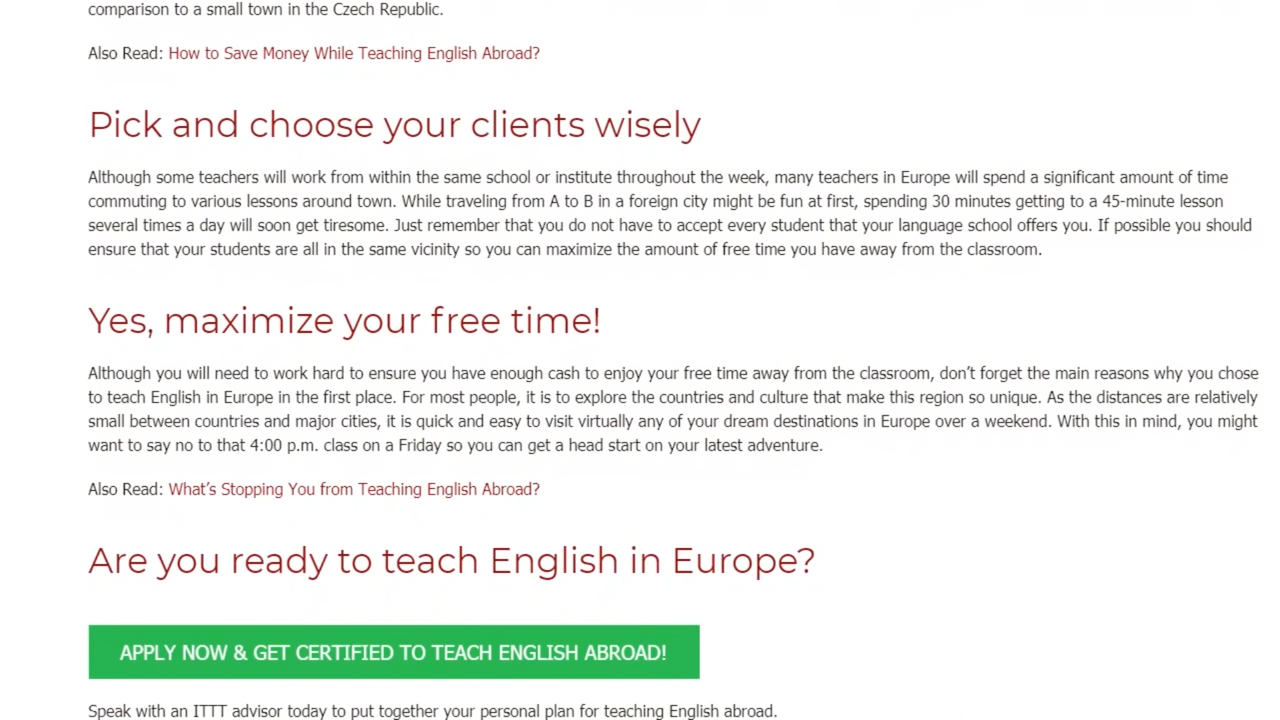 comparison to a small town in the Czech Republic.
Also Read: How to Save Money While Teaching English Abroad?
Pick and choose your clients wisely
Although some teachers will work from within the same school or institute throughout the week, many teachers in Europe will spend a significant amount of time
commuting to various lessons around town. While traveling from A to B in a foreign city might be fun at first, spending 30 minutes getting to a 45-minute lesson
several times a day will soon get tiresome. Just remember that you do not have to accept every student that your language school offers you. If possible you should
ensure that your students are all in the same vicinity so you can maximize the amount of free time you have away from the classroom.
Yes, maximize your free time!
Although you will need to work hard to ensure you have enough cash to enjoy your free time away from the classroom, don’t forget the main reasons why you chose
to teach English in Europe in the first place. For most people, it is to explore the countries and culture that make this region so unique. As the distances are relatively
small between countries and major cities, it is quick and easy to visit virtually any of your dream destinations in Europe over a weekend. With this in mind, you might
want to say no to that 4:00 p.m. class on a Friday so you can get a head start on your latest adventure.
Also Read: What’s Stopping You from Teaching English Abroad?
Are you ready to teach English in Europe?
APPLY NOW & GET CERTIFIED TO TEACH ENGLISH ABROAD!
Speak with an ITTT advisor today to put together your personal plan for teaching English abroad.